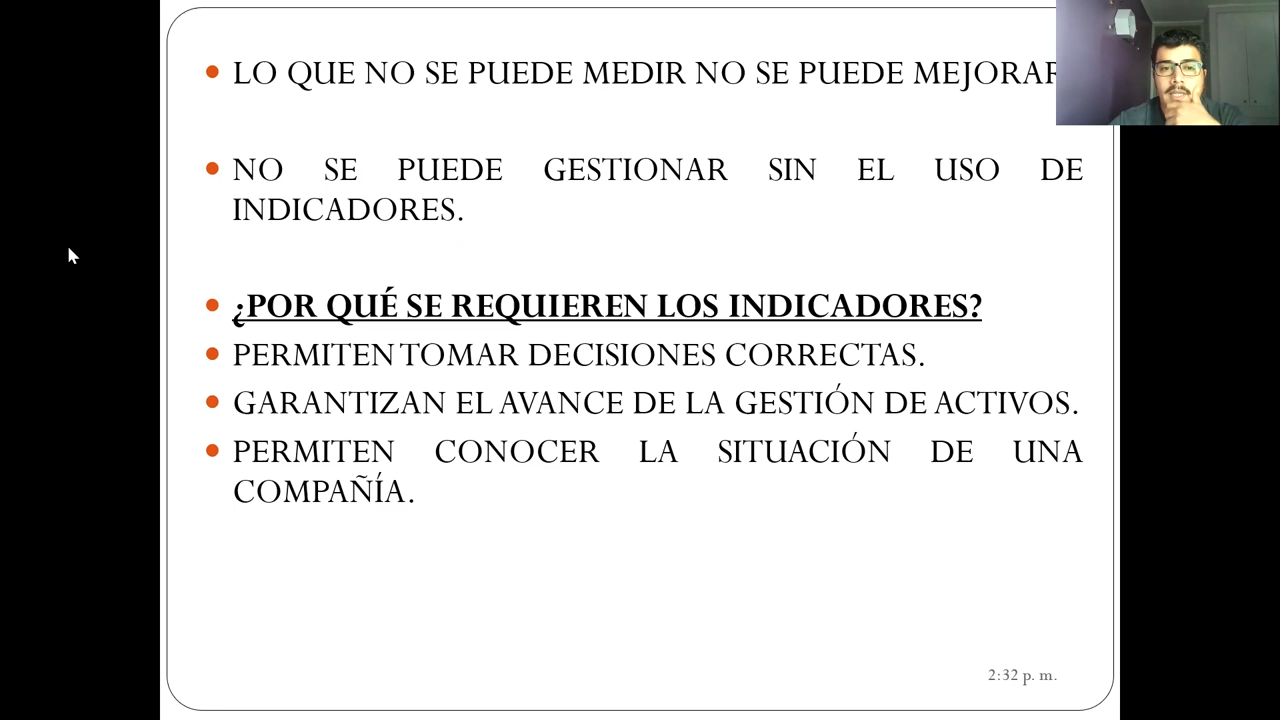 LO QUE NO SE PUEDE MEDIR NO SE PUEDE MEJORAR
NO SE PUEDE GESTIONAR SIN EL USO DE
INDICADORES.
¿POR QUÉ SE REQUIEREN LOS INDICADORES?
PERMITEN TOMAR DECISIONES CORRECTAS.
GARANTIZAN EL AVANCE DE LA GESTIÓN DE ACTIVOS.
PERMITEN CONOCER LA SITUACIÓN DE UNA
COMPAÑÍA.
2:32 p. m.